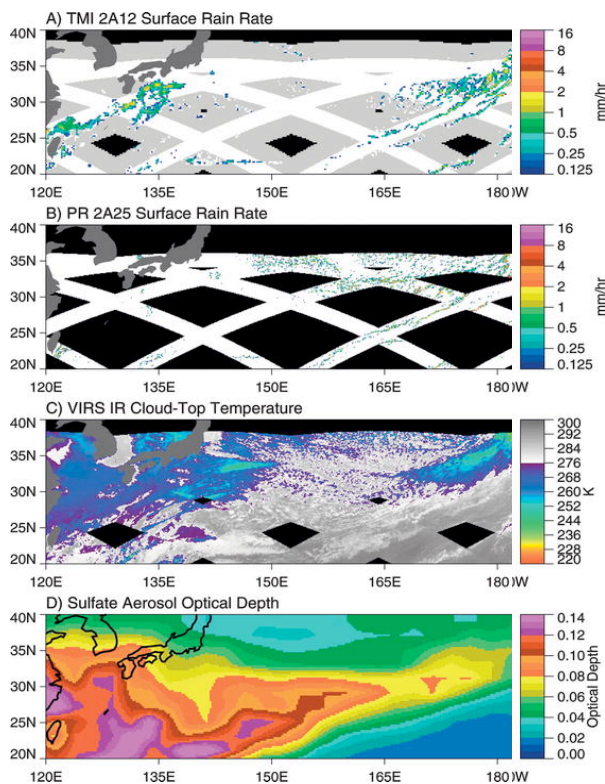 A) TMI 2A12 Surface Rain Rate
40N
35N
30N
25N
20N
120E 135E 150E 165E 180W
16
8
4
2
1
0.5
0.25
0.125
mm/hr
B) PR 2A25 Surface Rain Rate
40N
35N
30N
25N
20N
120E 135E 150E 165E 180W
16
8
4
2
1
0.5
0.25
0.125
mm/hr
C) VIRS IR Cloud-Top Temperature
40N
35N
30N
25N
20N
120E 135E 150E 165E 180W
300
292
284
276
268
260
252
244
236
228
220
K
D) Sulfate Aerosol Optical Depth
40N
35N
30N
25N
20N
120E 135E 150E 165E 180W
0.14
0.12
0.10
0.08
0.06
0.04
0.02
0.00
Optical Depth